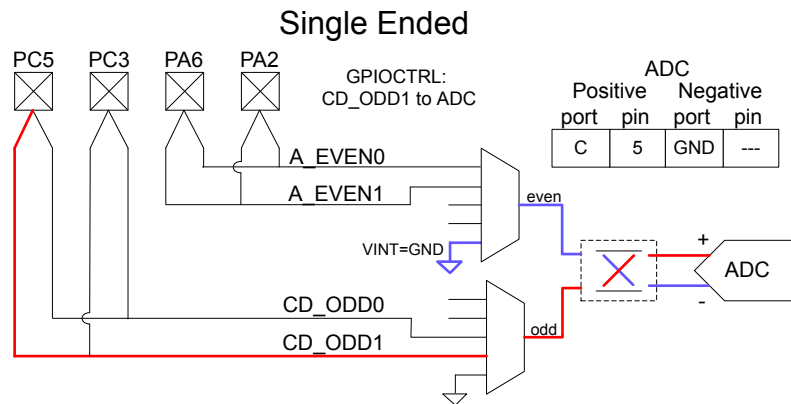 Single Ended
PC5 PC3 PA6 PA2
GPIOCTRL:
CD_ODD1 to ADC
ADC
Positive Negative
port pin port pin
C 5 GND ---
A_EVEN0
A_EVEN1
even
VINT=GND
+
ADC
-
CD_ODD0
CD_ODD1
odd